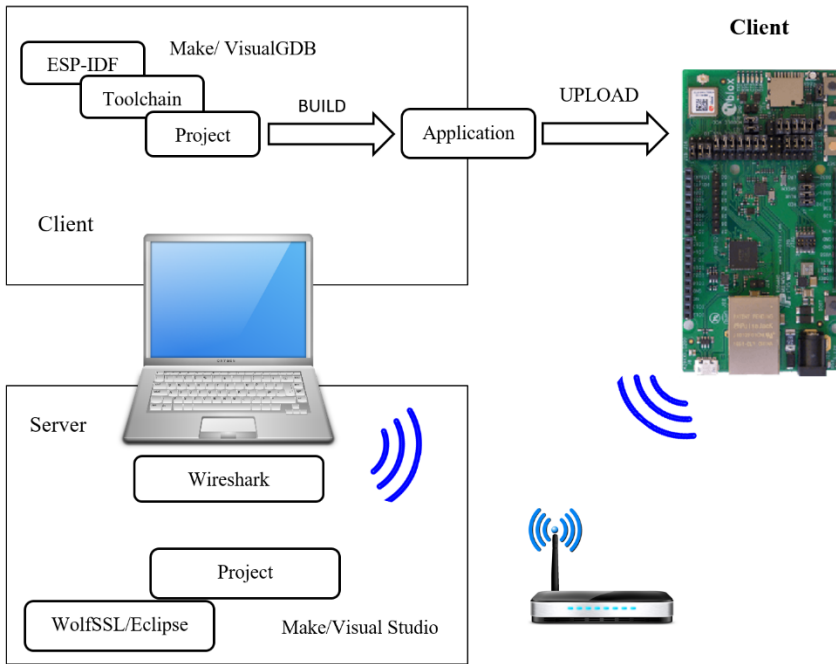 Make/ VisualGDB
Client
ESP-IDF
Toolchain
Project
BUILD
Application
UPLOAD
blox
Client
Server
Wireshark
Project
WolfSSL/Eclipse
Make/Visual Studio